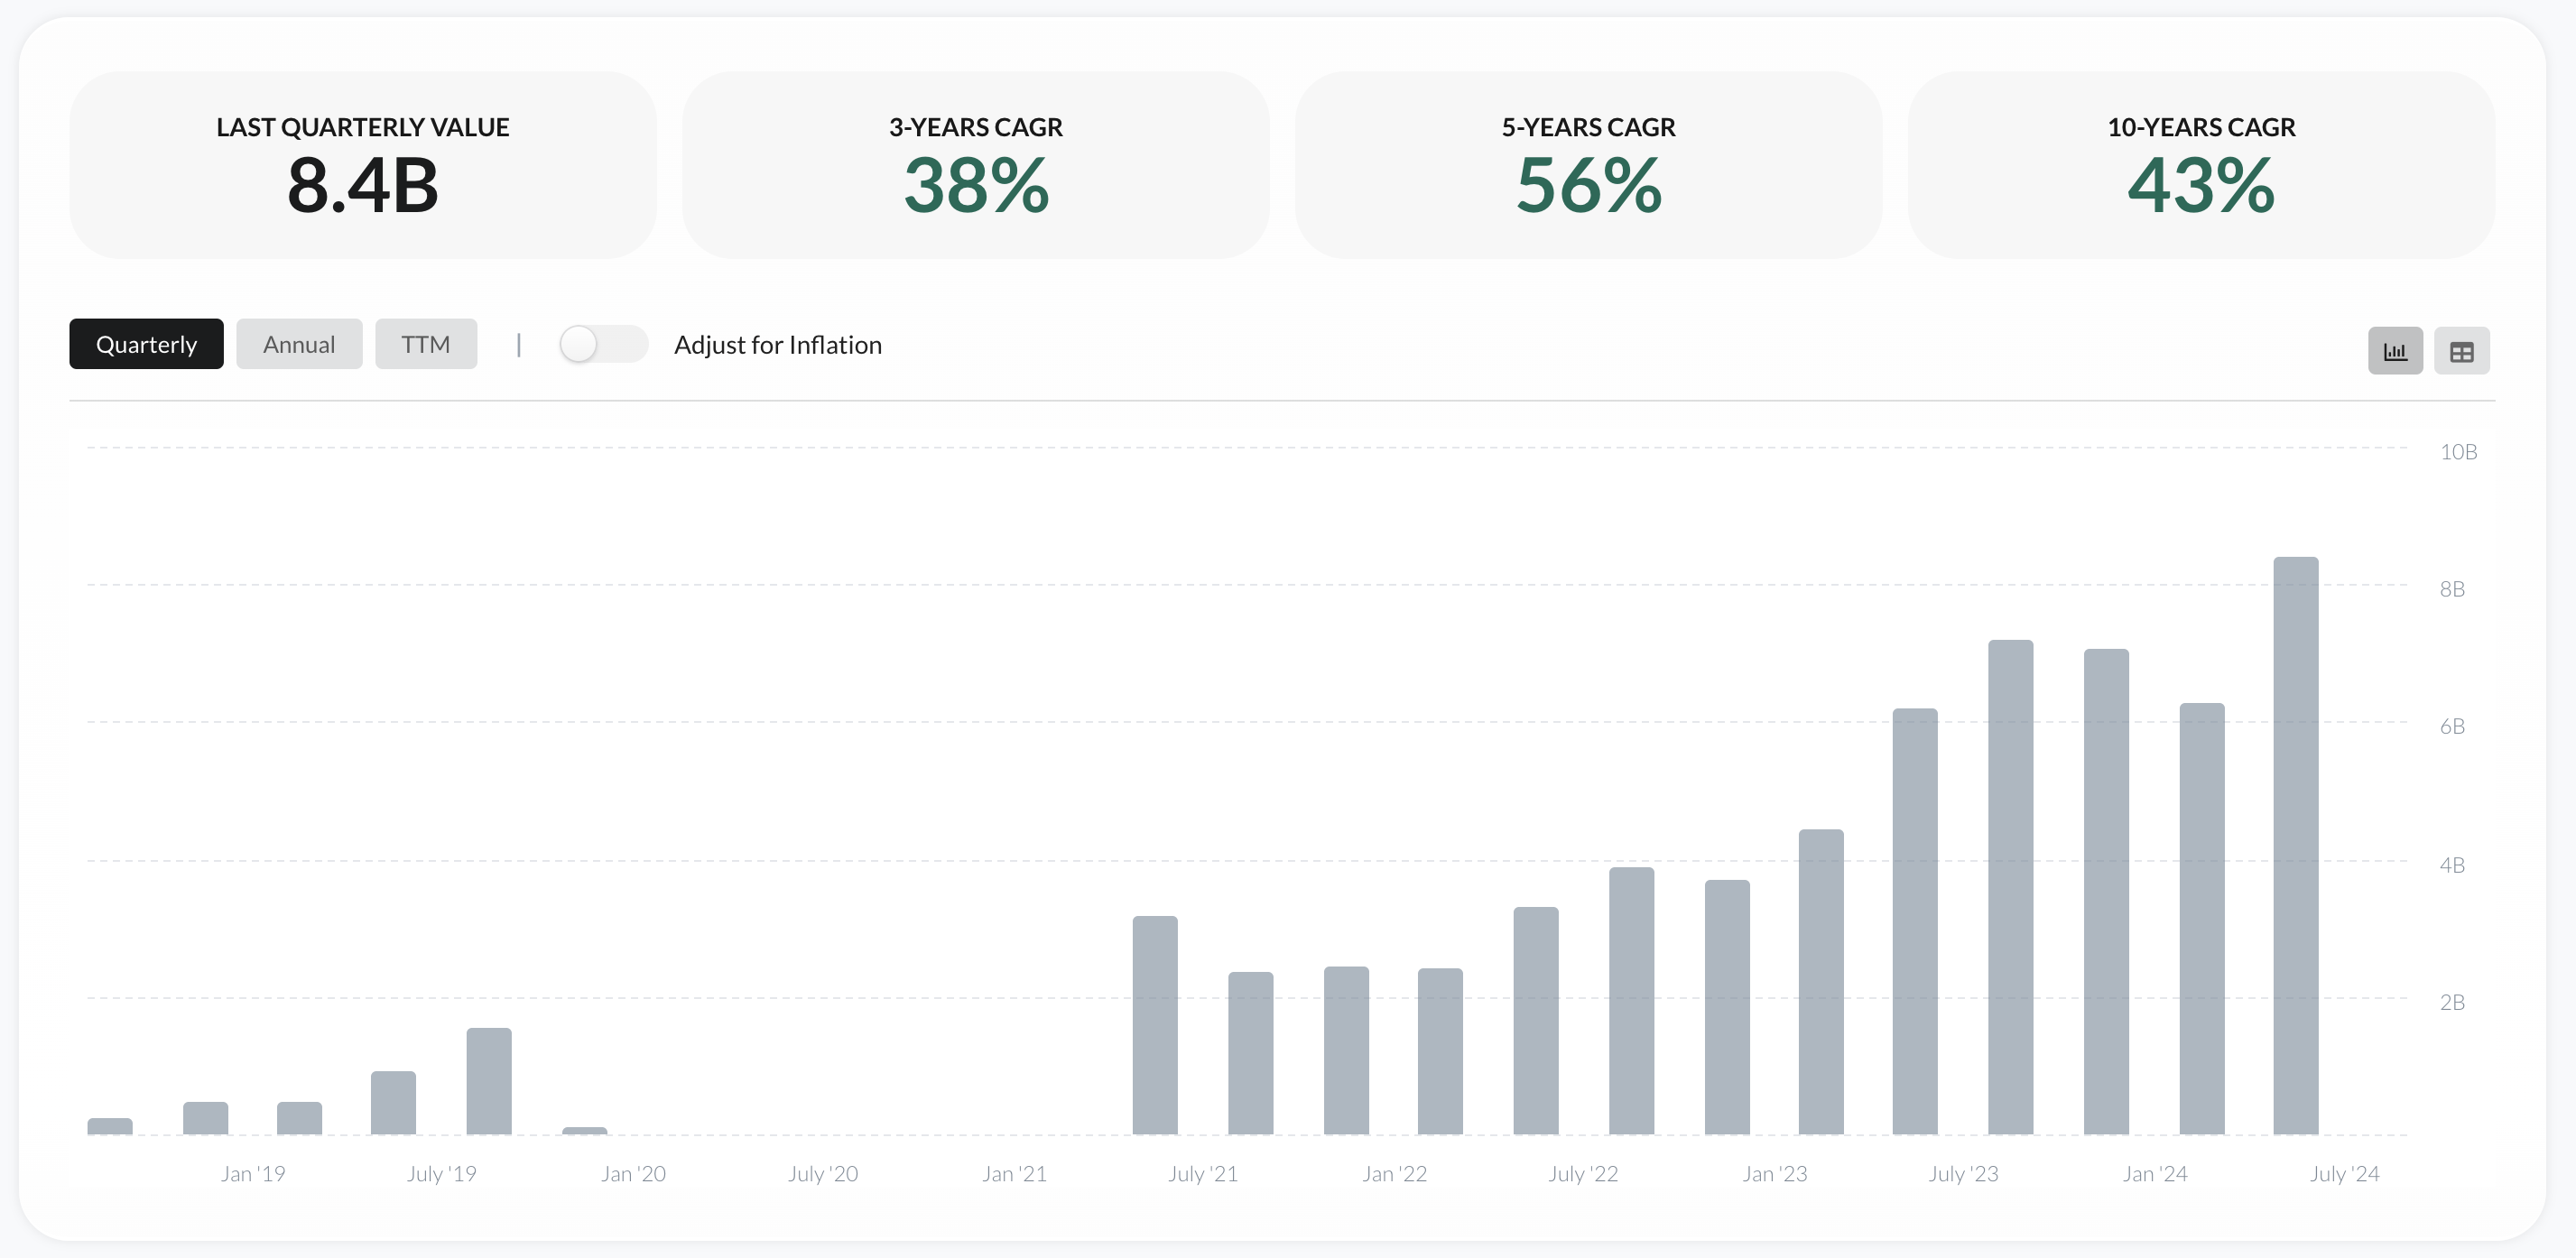 LAST QUARTERLY VALUE
8.4B
3-YEARS CAGR
38%
5-YEARS CAGR
56%
10-YEARS CAGR
43%
Quarterly Annual TTM | Adjust for Inflation
10B
8B
6B
4B
2B
Jan '19 July '19 Jan '20 July '20 Jan '21 July '21 Jan '22 July '22 Jan '23 July '23 Jan '24 July '24